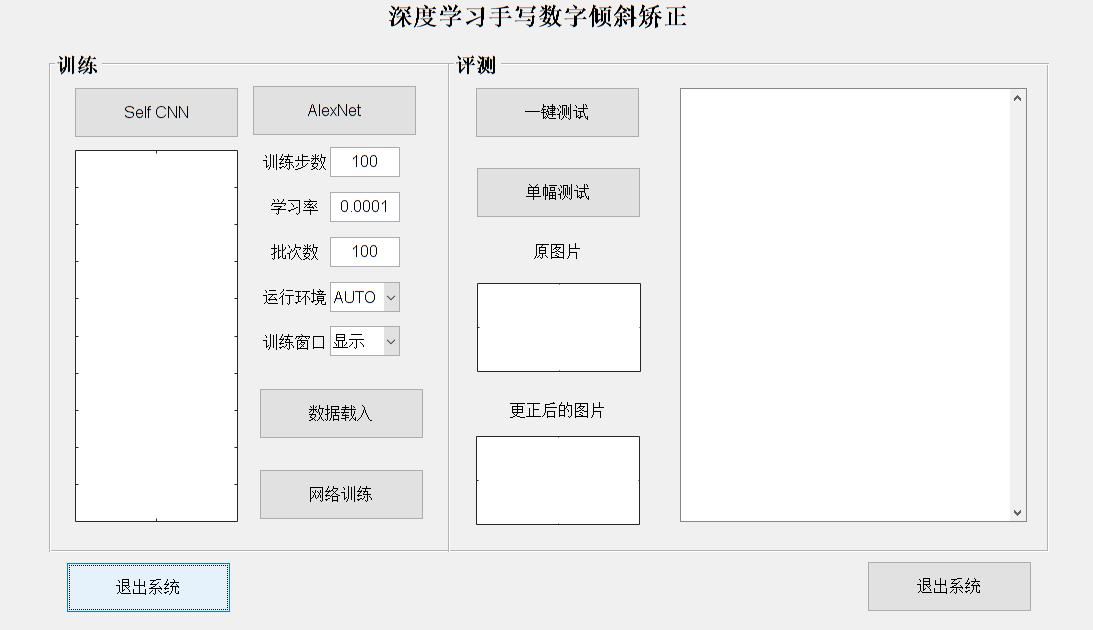 深度学习手写数字倾斜矫正
训练
Self CNN
AlexNet
训练步数 100
学习率 0.0001
批次数 100
运行环境 AUTO
训练窗口 显示
数据载入
网络训练
评测
一键测试
单幅测试
原图片
更正后的图片
退出系统
退出系统